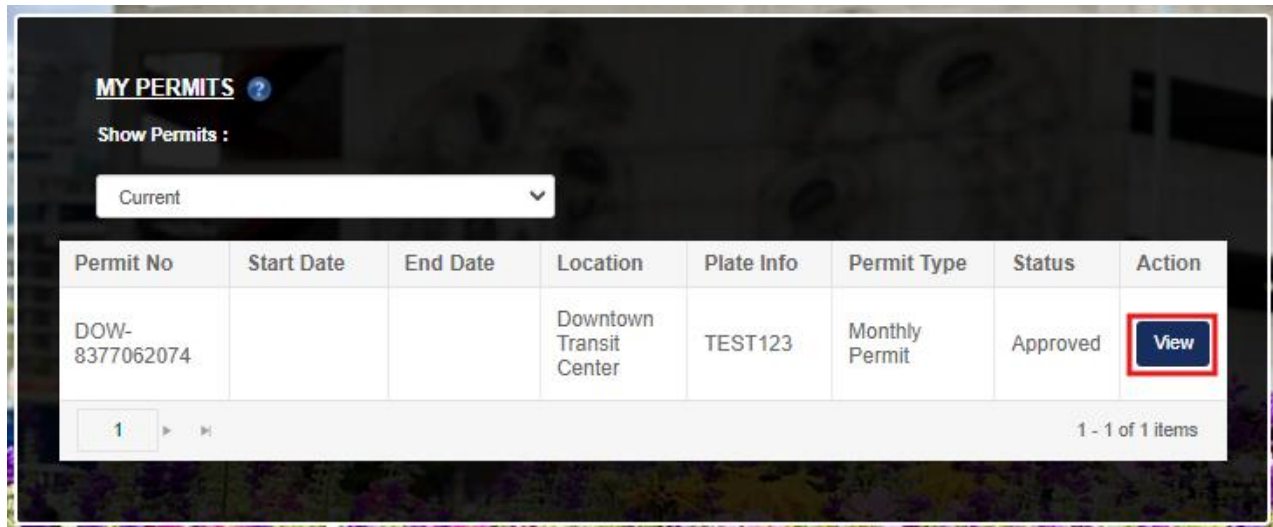 MY PERMITS ?
Show Permits :
Current
Permit No Start Date End Date Location Plate Info Permit Type Status Action
DOW-
8377062074
Downtown
Transit
Center
TEST123
Monthly
Permit
Approved
View
1
1 - 1 of 1 items